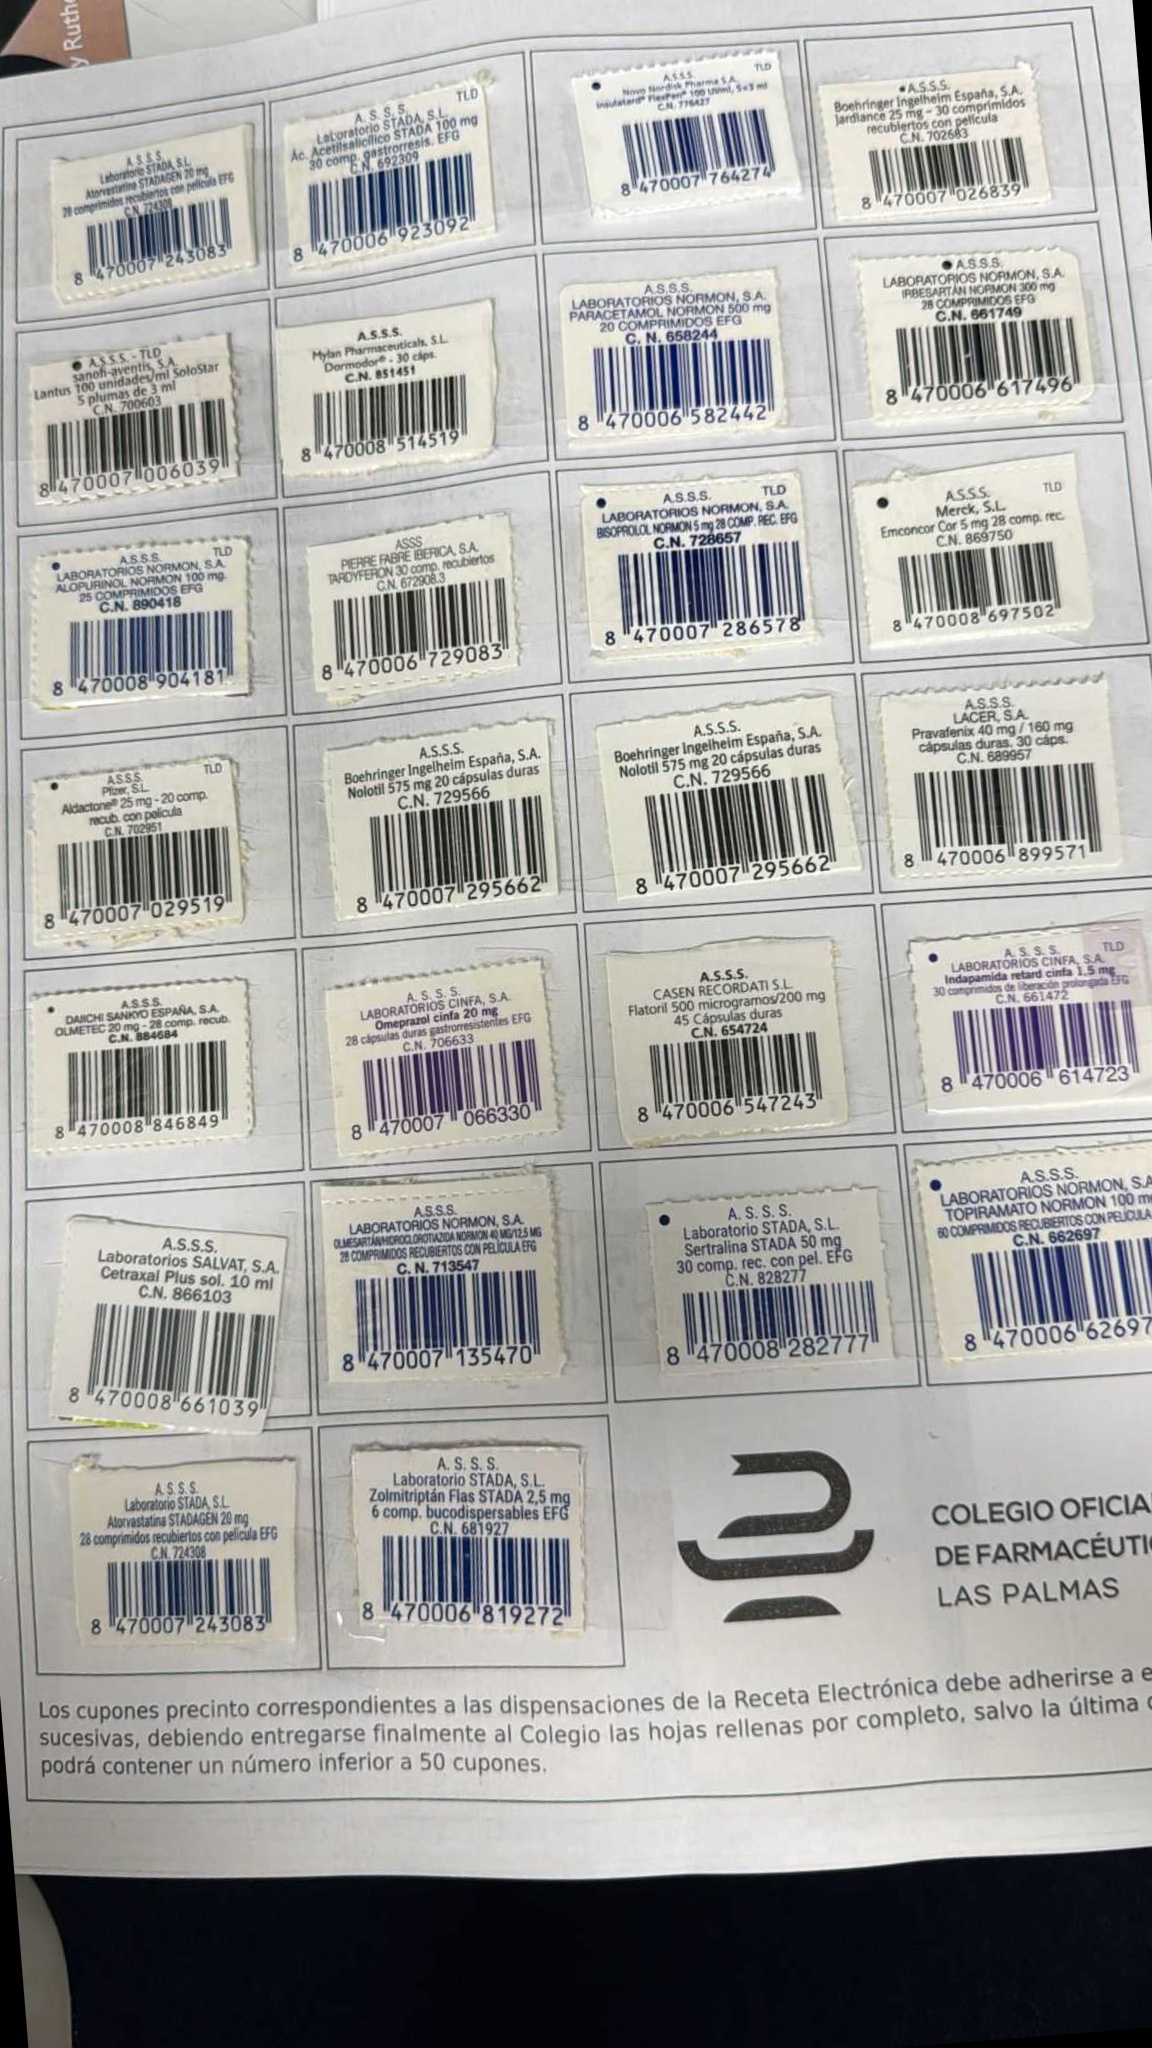 y Ruthe
A. S. S. S.
Laboratorio STADA, S.L.
Atorvastatina STADAGEN 20 mg
28 comprimidos recubiertos con película EFG
C.N. 724308
8 470007 243083
A. S. S. S. TLD
Laboratorio STADA, S.L.
Ác. Acetilsalicílico STADA 100 mg
30 comp. gastrorresis. EFG
C.N. 692309
8 470006 923092
A.S.S.S. TLD
Novo Nordisk Pharma S.A.
Insulatard® FlexPen® 100 UI/ml, 5x3 ml
C.N. 776427
8 470007 764274
A.S.S.S.
Boehringer Ingelheim España, S.A.
Jardiance 25 mg - 30 comprimidos
recubiertos con película
C.N. 702683
8 470007 026839
A.S.S.S. - TLD
sanofi-aventis, S.A.
Lantus 100 unidades/ml SoloStar
5 plumas de 3 ml
C.N. 700603
8 470007 006039
A.S.S.S.
Mylan Pharmaceuticals, S.L.
Dormodor® - 30 cáps.
C.N. 851451
8 470008 514519
A.S.S.S.
LABORATORIOS NORMON, S.A.
PARACETAMOL NORMON 500 mg
20 COMPRIMIDOS EFG
C. N. 658244
8 470006 582442
A.S.S.S.
LABORATORIOS NORMON, S.A.
IRBESARTÁN NORMON 300 mg
28 COMPRIMIDOS EFG
C.N. 661749
8 470006 617496
A.S.S.S. TLD
LABORATORIOS NORMON, S.A.
ALOPURINOL NORMON 100 mg.
25 COMPRIMIDOS EFG
C.N. 890418
8 470008 904181
ASSS
PIERRE FABRE IBERICA, S.A.
TARDYFERON 30 comp. recubiertos
C.N. 672908.3
8 470006 729083
A.S.S.S. TLD
LABORATORIOS NORMON, S.A.
BISOPROLOL NORMON 5 mg 28 COMP. REC. EFG
C.N. 728657
8 470007 286578
A.S.S.S. TLD
Merck, S.L.
Emconcor Cor 5 mg 28 comp. rec.
C.N. 869750
8 470008 697502
A.S.S.S. TLD
Pfizer, S.L.
Aldactone® 25 mg - 20 comp.
recub. con película
C.N. 702951
8 470007 029519
A.S.S.S.
Boehringer Ingelheim España, S.A.
Nolotil 575 mg 20 cápsulas duras
C.N. 729566
8 470007 295662
A.S.S.S.
Boehringer Ingelheim España, S.A.
Nolotil 575 mg 20 cápsulas duras
C.N. 729566
8 470007 295662
A.S.S.S.
LACER, S.A.
Pravafenix 40 mg / 160 mg
cápsulas duras, 30 cáps.
C.N. 689957
8 470006 899571
A.S.S.S.
DAIICHI SANKYO ESPAÑA, S.A.
OLMETEC 20 mg - 28 comp. recub.
C.N. 884684
8 470008 846849
A. S. S. S.
LABORATORIOS CINFA, S.A.
Omeprazol cinfa 20 mg
28 cápsulas duras gastrorresistentes EFG
C.N. 706633
8 470007 066330
A.S.S.S.
CASEN RECORDATI S.L.
Flatoril 500 microgramos/200 mg
45 Cápsulas duras
C.N. 654724
8 470006 547243
A. S. S. S. TLD
LABORATORIOS CINFA, S.A.
Indapamida retard cinfa 1,5 mg
30 comprimidos de liberación prolongada EFG
C.N. 661472
8 470006 614723
A.S.S.S.
Laboratorios SALVAT, S.A.
Cetraxal Plus sol. 10 ml
C.N. 866103
8 470008 661039
A.S.S.S.
LABORATORIOS NORMON, S.A.
OLMESARTÁN/HIDROCLOROTIAZIDA NORMON 40 MG/12,5 MG
28 COMPRIMIDOS RECUBIERTOS CON PELÍCULA EFG
C. N. 713547
8 470007 135470
A. S. S. S.
Laboratorio STADA, S.L.
Sertralina STADA 50 mg
30 comp. rec. con pel. EFG
C.N. 828277
8 470008 282777
A.S.S.S.
LABORATORIOS NORMON, S.A
TOPIRAMATO NORMON 100 m
60 COMPRIMIDOS RECUBIERTOS CON PELÍCULA
C.N. 662697
8 470006 62697
A. S. S. S.
Laboratorio STADA, S.L.
Atorvastatina STADAGEN 20 mg
28 comprimidos recubiertos con película EFG
C.N. 724308
8 470007 243083
A. S. S. S.
Laboratorio STADA, S.L.
Zolmitriptán Flas STADA 2,5 mg
6 comp. bucodispersables EFG
C.N. 681927
8 470006 819272
COLEGIO OFICIA
DE FARMACÉUTI
LAS PALMAS
Los cupones precinto correspondientes a las dispensaciones de la Receta Electrónica debe adherirse a e
sucesivas, debiendo entregarse finalmente al Colegio las hojas rellenas por completo, salvo la última
podrá contener un número inferior a 50 cupones.